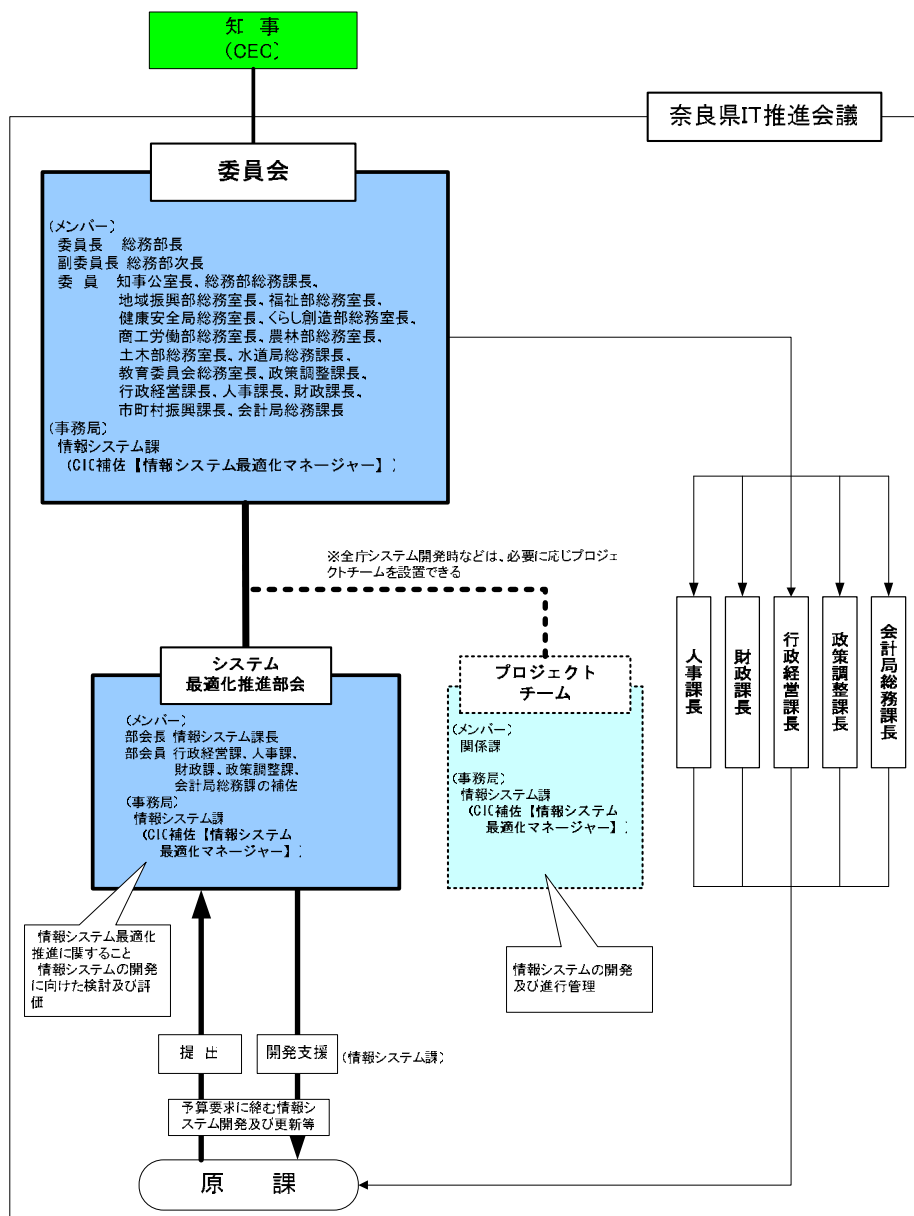 知 事
(CEO)
奈良県IT推進会議
委員会
(メンバー)
委員長 総務部長
副委員長 総務部次長
委 員 知事公室長、総務部総務課長、
地域振興部総務室長、福祉部総務室長、
健康安全局総務室長、くらし創造部総務室長、
商工労働部総務室長、農林部総務室長、
土木部総務室長、水道局総務課長、
教育委員会総務室長、政策調整課長、
行政経営課長、人事課長、財政課長、
市町村振興課長、会計局総務課長
(事務局)
情報システム課
(CIO補佐【情報システム最適化マネージャー】)
※全庁システム開発時などは、必要に応じプロジェ
クトチームを設置できる
人事課長
財政課長
行政経営課長
政策調整課長
会計局総務課長
システム
最適化推進部会
(メンバー)
部会長 情報システム課長
部会員 行政経営課、人事課、
財政課、政策調整課、
会計局総務課の補佐
(事務局)
情報システム課
(CIO補佐【情報システム
最適化マネージャー】)
プロジェクト
チーム
(メンバー)
関係課
(事務局)
情報システム課
(CIO補佐【情報システム
最適化マネージャー】)
情報システム最適化
推進に関すること
情報システムの開発
に向けた検討及び評
価
情報システムの開発
及び進行管理
提 出
開発支援
(情報システム課)
予算要求に絡む情報シ
ステム開発及び更新等
原 課